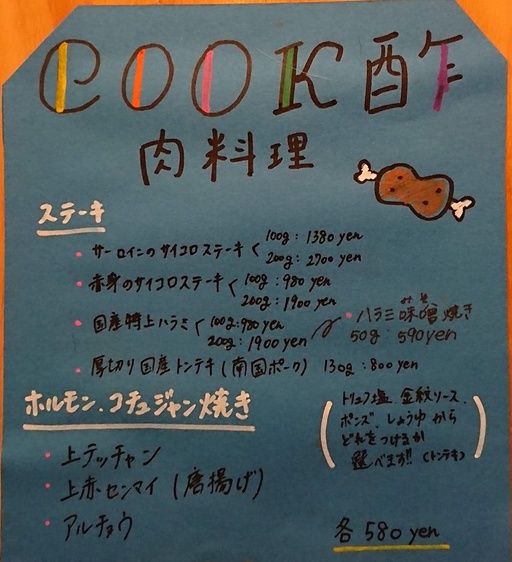 COOK酢
肉料理
ステーキ
・サーロインのサイコロステーキ < 100g: 1380 yen
200g: 2700 yen
・赤身のサイコロステーキ < 100g: 980 yen
200g: 1900 yen
・国産特上ハラミ < 100g: 980 yen
200g: 1900 yen
・ハラミ味噌焼き
みそ
50g: 590yen
・厚切り国産トンテキ(南国ポーク) 130g: 800 yen
ホルモン、コチュジャン焼き
・上テッチャン
・上赤センマイ(唐揚げ)
・アルチョウ
(トリュフ塩、金紋ソース、
ポンズ、しょうゆから
どれをつけるか
選べます!! (トンテキ))
各 580 yen